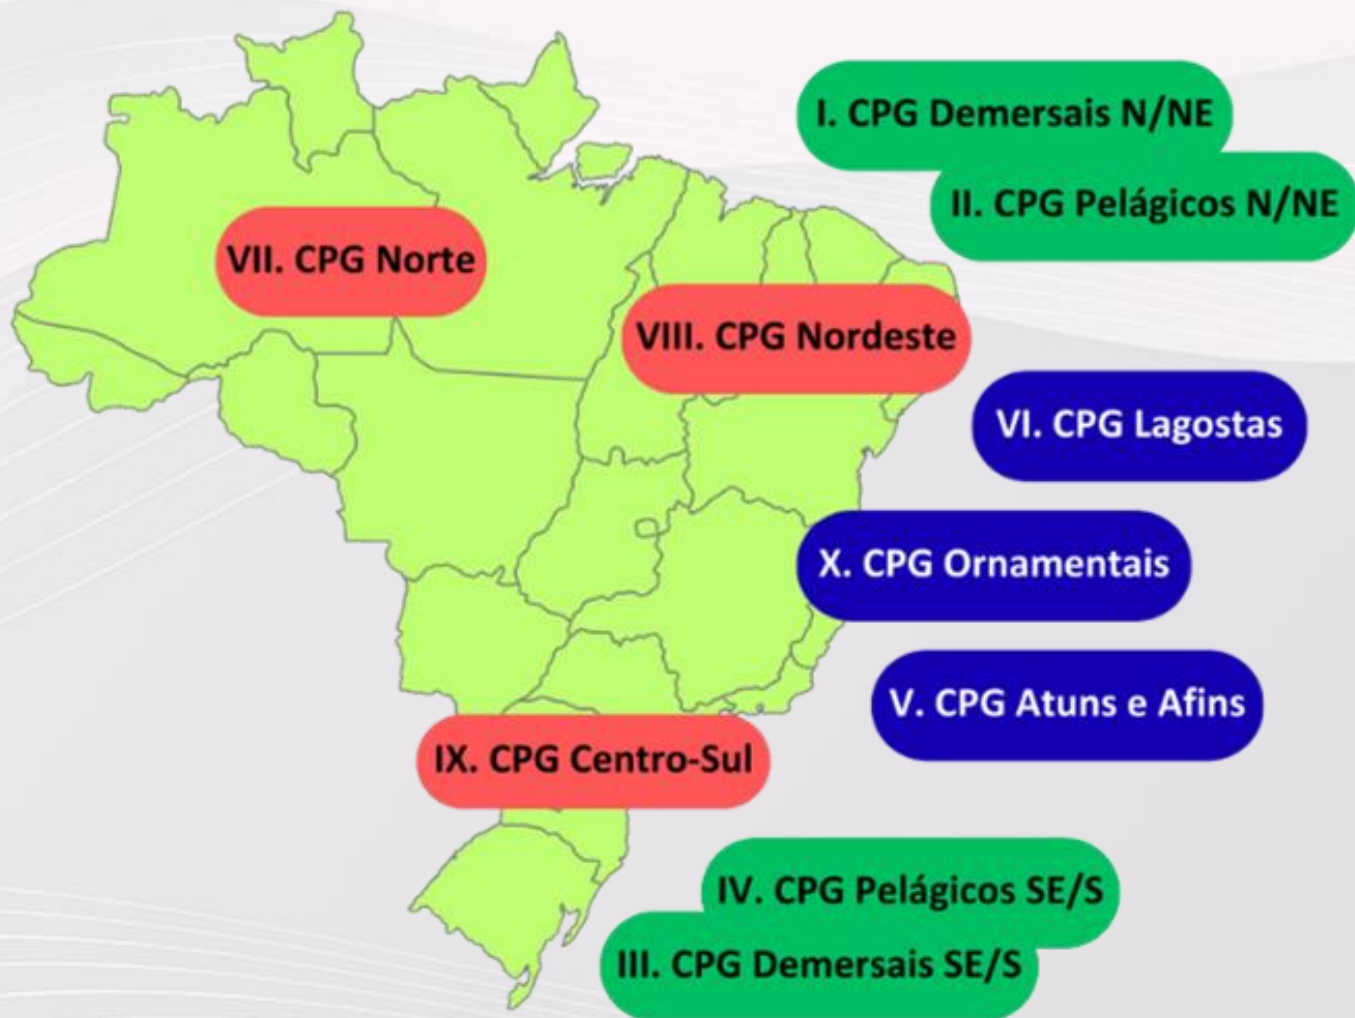 I. CPG Demersais N/NE
II. CPG Pelágicos N/NE
VII. CPG Norte
VIII. CPG Nordeste
VI. CPG Lagostas
X. CPG Ornamentais
V. CPG Atuns e Afins
IX. CPG Centro-Sul
IV. CPG Pelágicos SE/S
III. CPG Demersais SE/S